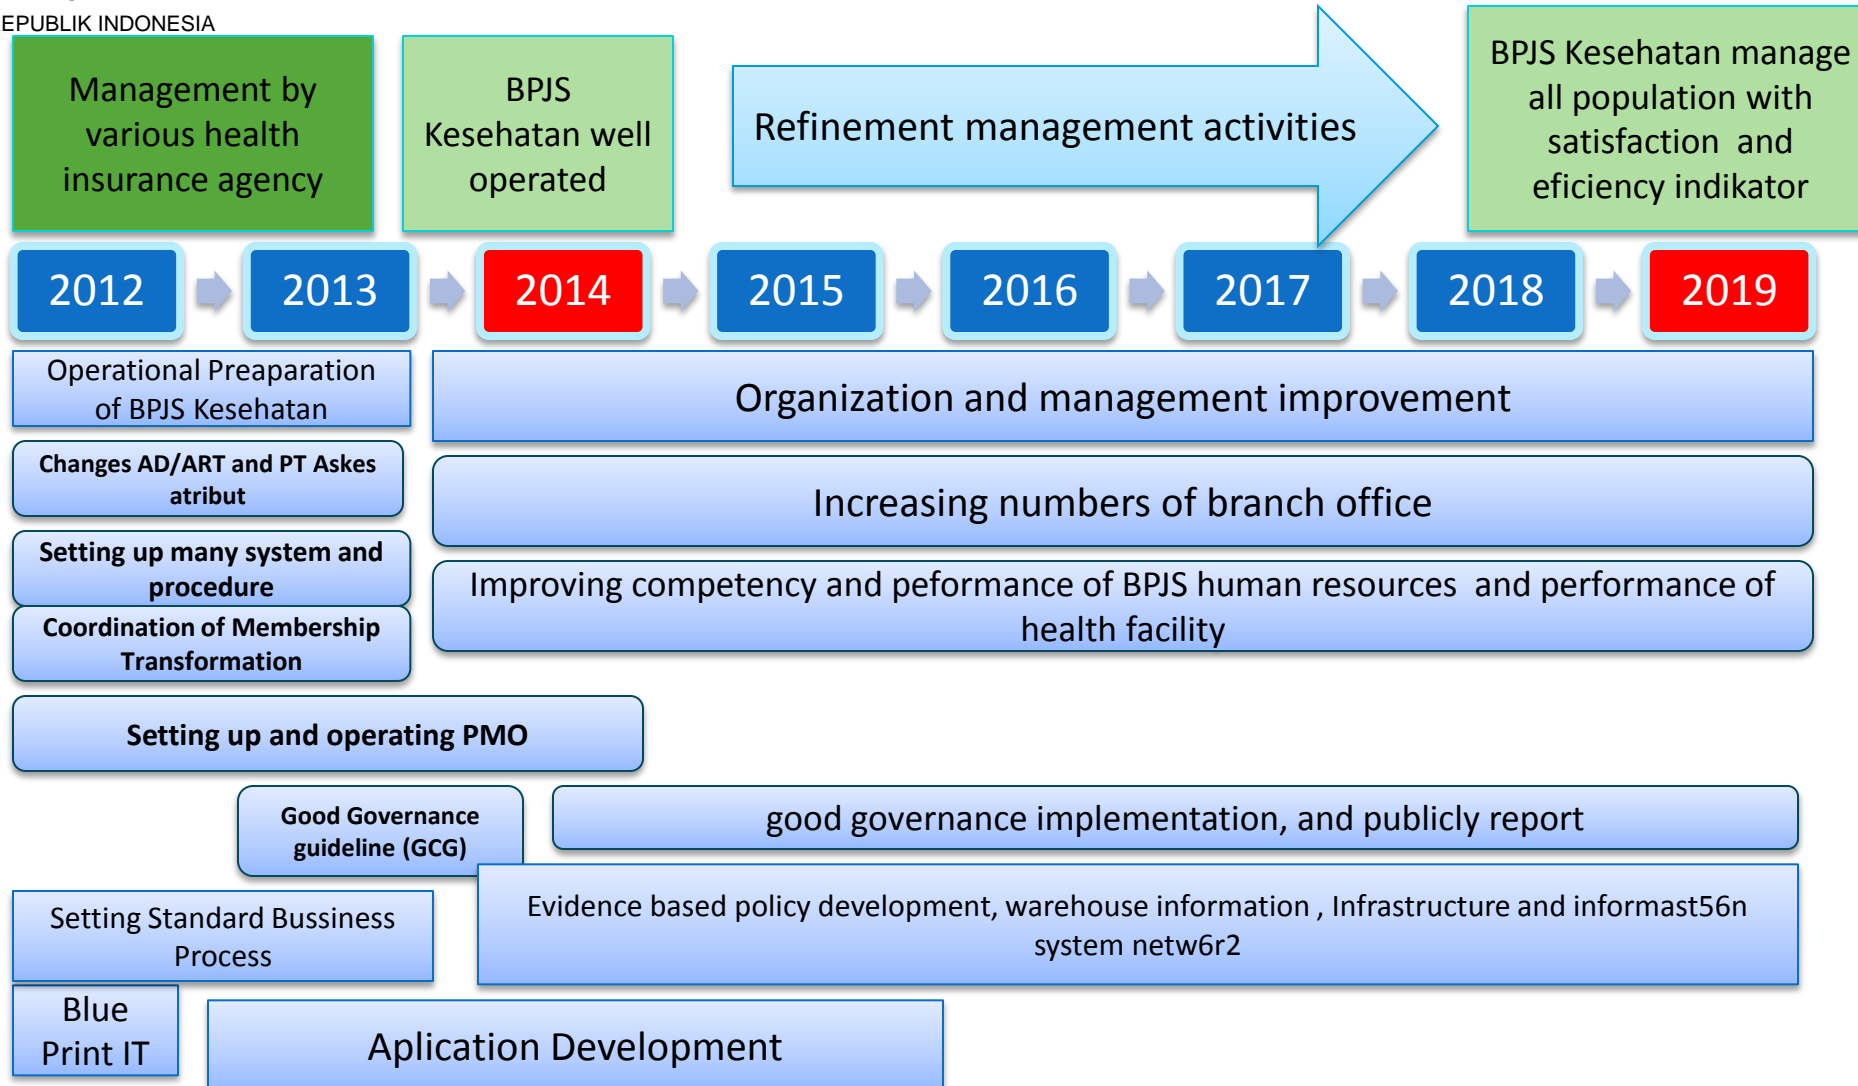 EPUBLIK INDONESIA
Management by
various health
insurance agency
BPJS
Kesehatan well
operated
Refinement management activities
BPJS Kesehatan manage
all population with
satisfaction and
eficiency indikator
2012
2013
2014
2015
2016
2017
2018
2019
Operational Preaparation
of BPJS Kesehatan
Organization and management improvement
Changes AD/ART and PT Askes
atribut
Increasing numbers of branch office
Setting up many system and
procedure
Improving competency and peformance of BPJS human resources and performance of
health facility
Coordination of Membership
Transformation
Setting up and operating PMO
Good Governance
guideline (GCG)
good governance implementation, and publicly report
Setting Standard Bussiness
Process
Evidence based policy development, warehouse information , Infrastructure and informast56n
system netw6r2
Blue
Print IT
Aplication Development